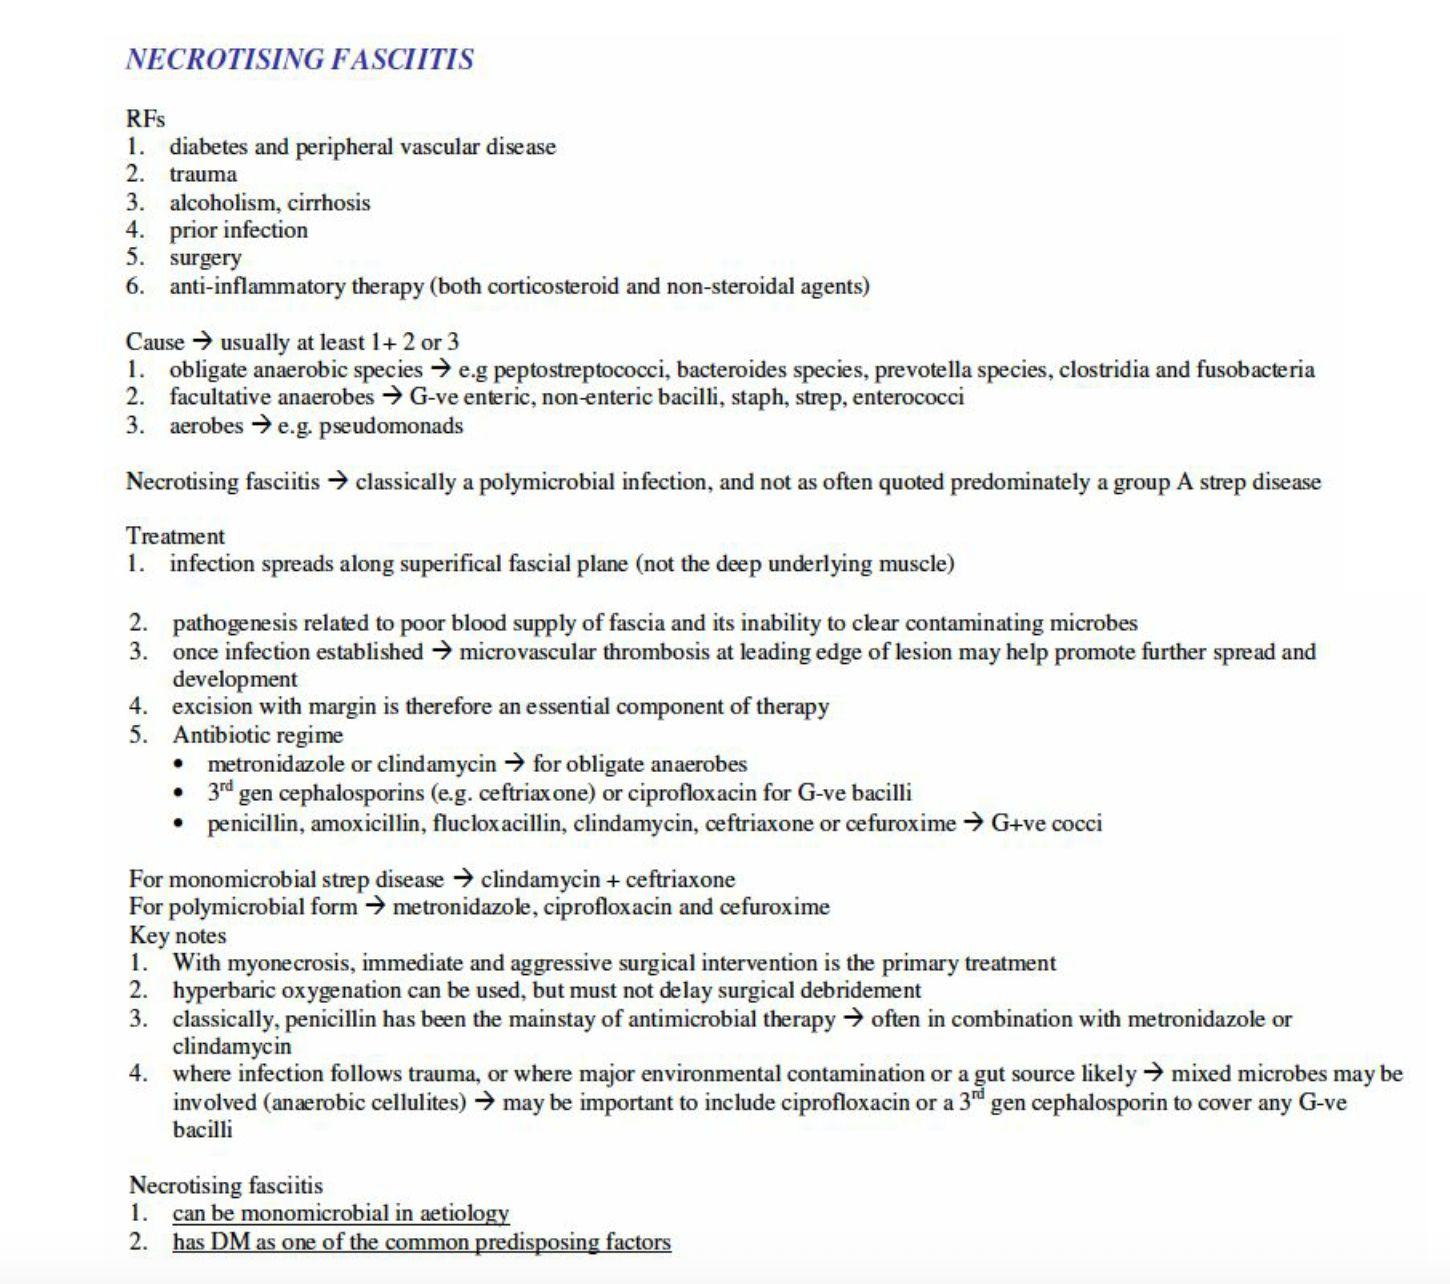 NECROTISING FASCIITIS
RFs
1. diabetes and peripheral vascular disease
2. trauma
3. alcoholism, cirrhosis
4. prior infection
5. surgery
6. anti-inflammatory therapy (both corticosteroid and non-steroidal agents)
Cause → usually at least 1+ 2 or 3
1. obligate anaerobic species → e.g peptostreptococci, bacteroides species, prevotella species, clostridia and fusobacteria
2. facultative anaerobes → G-ve enteric, non-enteric bacilli, staph, strep, enterococci
3. aerobes → e.g. pseudomonads
Necrotising fasciitis → classically a polymicrobial infection, and not as often quoted predominately a group A strep disease
Treatment
1. infection spreads along superifical fascial plane (not the deep underlying muscle)
2. pathogenesis related to poor blood supply of fascia and its inability to clear contaminating microbes
3. once infection established → microvascular thrombosis at leading edge of lesion may help promote further spread and
development
4. excision with margin is therefore an essential component of therapy
5. Antibiotic regime
• metronidazole or clindamycin → for obligate anaerobes
• 3rd gen cephalosporins (e.g. ceftriaxone) or ciprofloxacin for G-ve bacilli
• penicillin, amoxicillin, flucloxacillin, clindamycin, ceftriaxone or cefuroxime → G+ve cocci
For monomicrobial strep disease → clindamycin + ceftriaxone
For polymicrobial form → metronidazole, ciprofloxacin and cefuroxime
Key notes
1. With myonecrosis, immediate and aggressive surgical intervention is the primary treatment
2. hyperbaric oxygenation can be used, but must not delay surgical debridement
3. classically, penicillin has been the mainstay of antimicrobial therapy → often in combination with metronidazole or
clindamycin
4. where infection follows trauma, or where major environmental contamination or a gut source likely → mixed microbes may be
involved (anaerobic cellulites) → may be important to include ciprofloxacin or a 3rd gen cephalosporin to cover any G-ve
bacilli
Necrotising fasciitis
1. can be monomicrobial in aetiology
2. has DM as one of the common predisposing factors